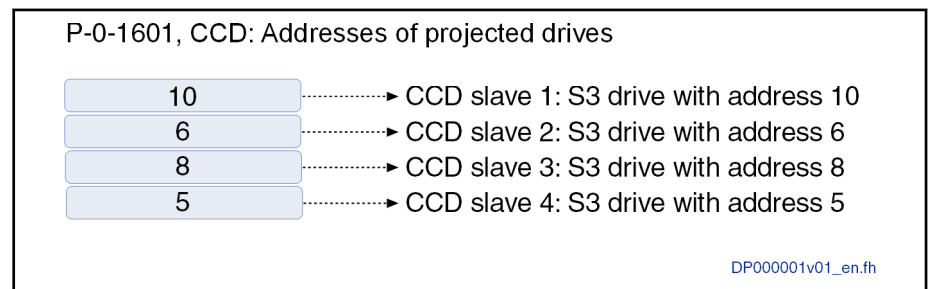 P-0-1601, CCD: Addresses of projected drives
10 CCD slave 1: S3 drive with address 10
6 CCD slave 2: S3 drive with address 6
8 CCD slave 3: S3 drive with address 8
5 CCD slave 4: S3 drive with address 5
DP000001v01_en.fh